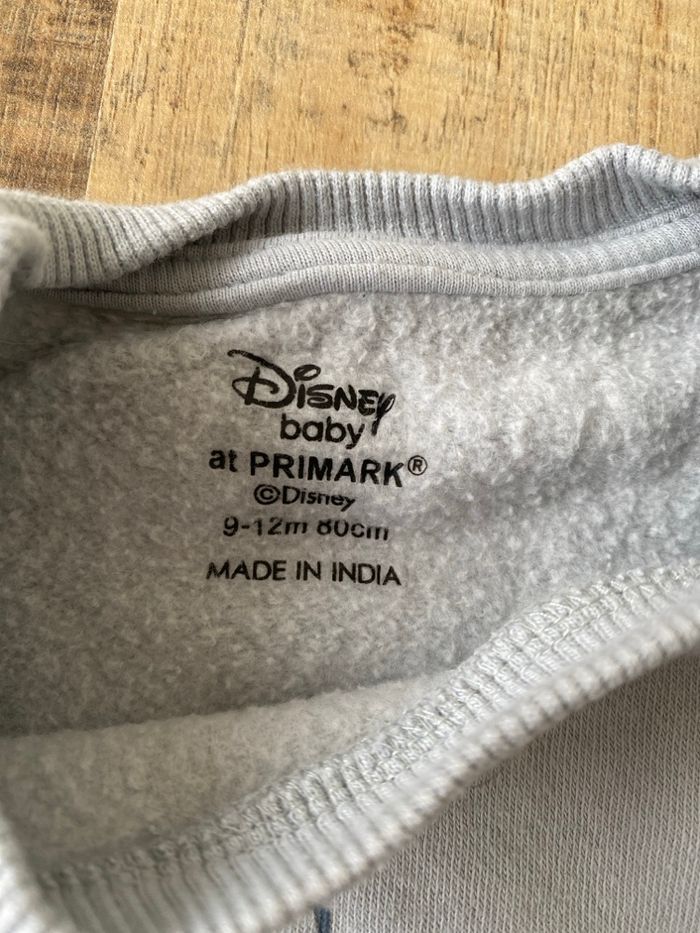 Disney
baby
at PRIMARK®
©Disney
9-12m 80cm
MADE IN INDIA